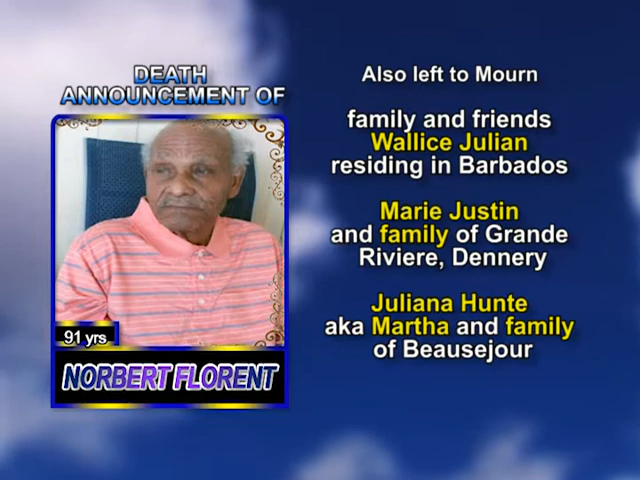 DEATH
ANNOUNCEMENT OF
91 yrs
NORBERT FLORENT
Also left to Mourn
family and friends
Wallice Julian
residing in Barbados
Marie Justin
and family of Grande
Riviere, Dennery
Juliana Hunte
aka Martha and family
of Beausejour